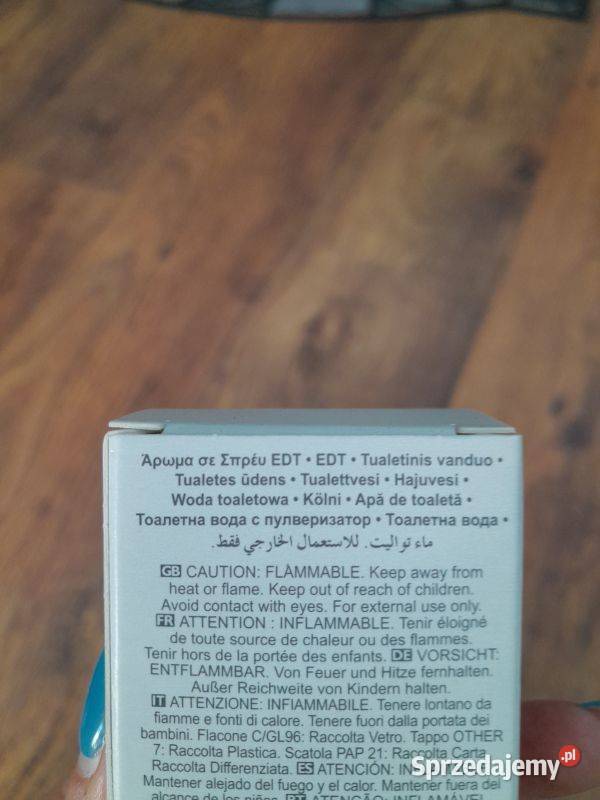 Άρωμα σε Σπρέυ EDT • EDT • Tualetinis vanduo •
Tualetes ūdens • Tualettvesi • Hajuvesi •
Woda toaletowa • Kölni • Apă de toaletă •
Тоалетна вода с пулверизатор • Тоалетна вода •
ماء تواليت. للاستعمال الخارجي فقط.
GB CAUTION: FLAMMABLE. Keep away from
heat or flame. Keep out of reach of children.
Avoid contact with eyes. For external use only.
FR ATTENTION : INFLAMMABLE. Tenir éloigné
de toute source de chaleur ou des flammes.
Tenir hors de la portée des enfants. DE VORSICHT:
ENTFLAMMBAR. Von Feuer und Hitze fernhalten.
Außer Reichweite von Kindern halten.
IT ATTENZIONE: INFIAMMABILE. Tenere lontano da
fiamme e fonti di calore. Tenere fuori dalla portata dei
bambini. Flacone C/GL96: Raccolta Vetro. Tappo OTHER
7: Raccolta Plastica. Scatola PAP 21: Raccolta Carta.
Raccolta Differenziata. ES ATENCIÓN:
Mantener alejado del fuego y el calor. Mantener fuera del
alcance de los niños. PT ATENÇÃO: INFLAMÁVEL.
Sprzedajemy.pl